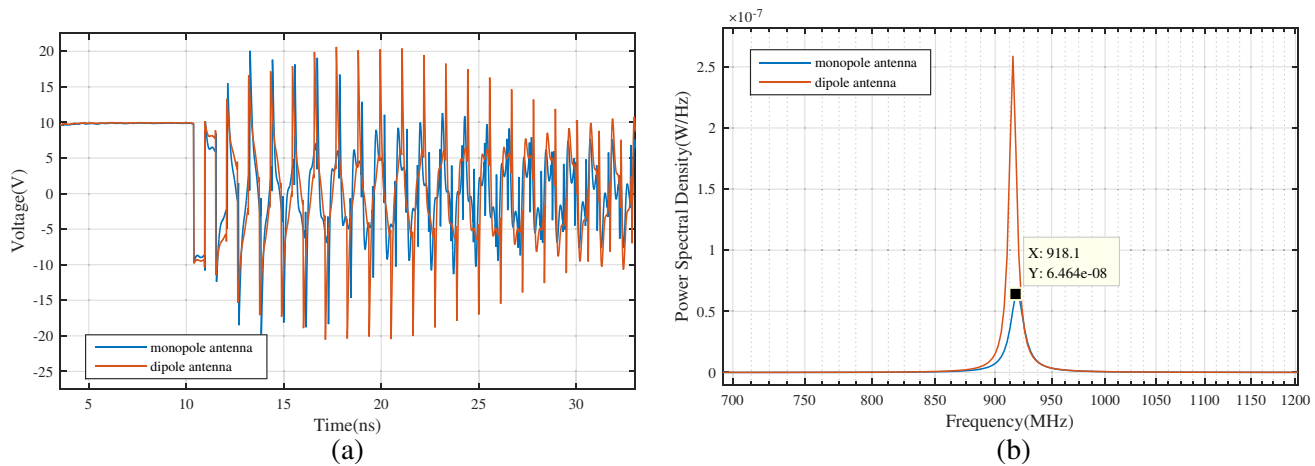 20
15
10
5
0
-5
-10
-15
-20
-25
Voltage(V)
monopole antenna
dipole antenna
5
10
15
20
25
30
Time(ns)
(a)
×10⁻⁷
2.5
2
1.5
1
0.5
0
Power Spectral Density(W/Hz)
monopole antenna
dipole antenna
X: 918.1
Y: 6.464e-08
700
750
800
850
900
950
1000
1050
1100
1150
1200
Frequency(MHz)
(b)